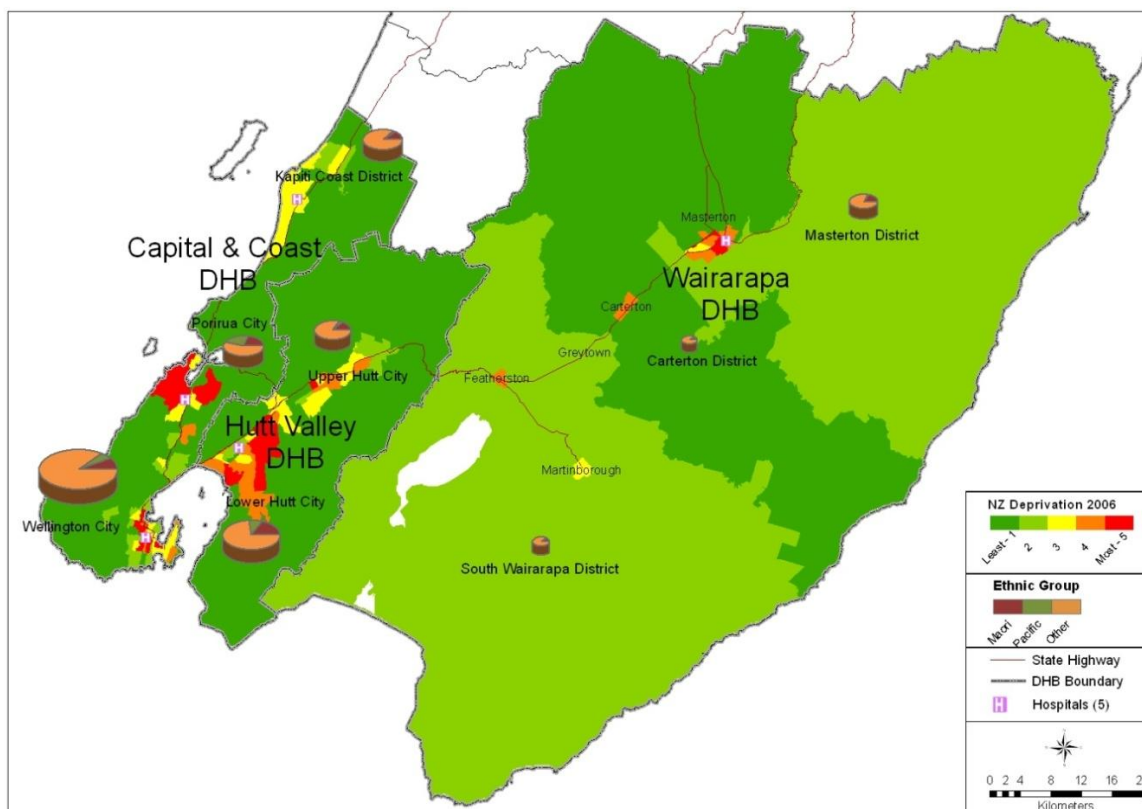 Kapiti Coast District
Capital & Coast
DHB
Porirua City
Upper Hutt City
Hutt Valley
DHB
Lower Hutt City
Wellington City
Masterton
Masterton District
Wairarapa
DHB
Carterton
Greytown
Carterton District
Featherston
Martinborough
South Wairarapa District
H
H
H
H
H
NZ Deprivation 2006
Least - 1
2
3
4
Most - 5
Ethnic Group
Maori
Pacific
Other
State Highway
DHB Boundary
H Hospitals (5)
0 2 4 8 12 16
Kilometers